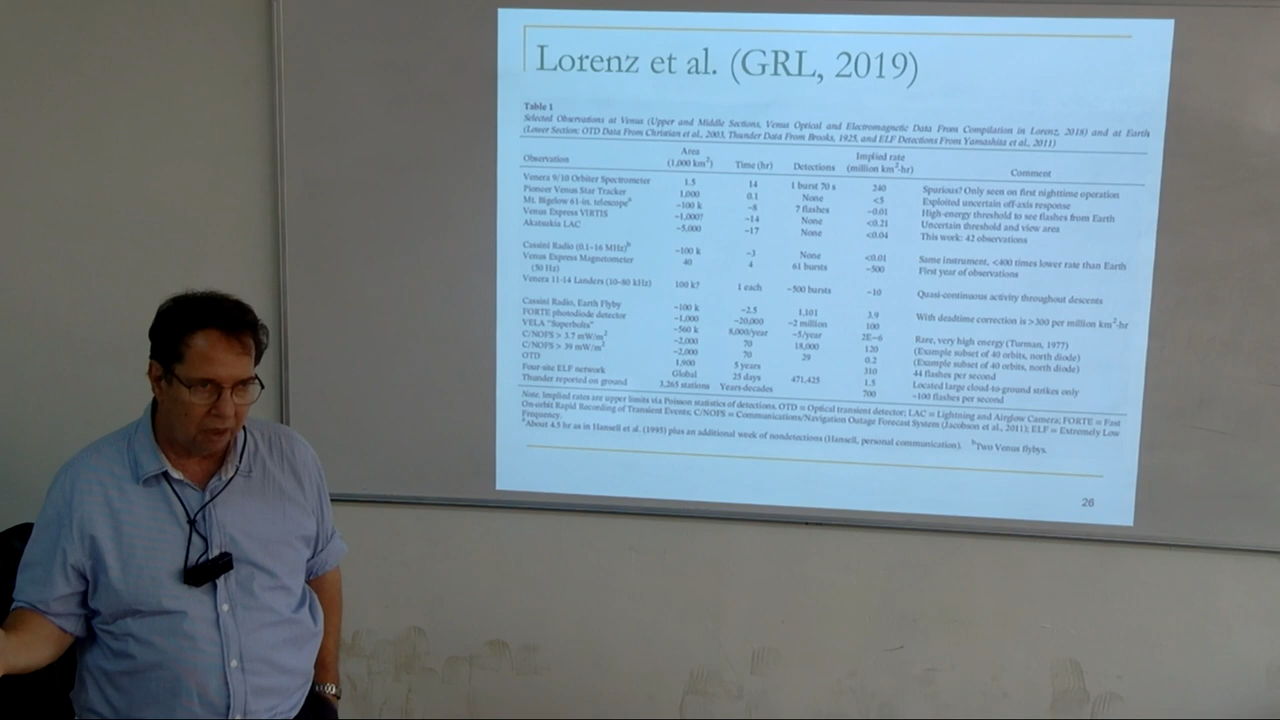 Lorenz et al. (GRL, 2019)
Table 1
Selected Observations at Venus (Upper and Middle Sections, Venus Optical and Electromagnetic Data From Compilation in Lorenz, 2018) and at Earth
(Lower Section: OTD Data From Christian et al., 2003, Thunder Data From Brooks, 1925, and ELF Detections From Yamashita et al., 2011)
Observation Area (1,000 km²) Time (hr) Detections Implied rate (million km²-hr) Comment
Venera 9/10 Orbiter Spectrometer 1.5 14 1 burst 70 s 240 Spurious? Only seen on first nighttime operation
Pioneer Venus Star Tracker 1,000 0.1 None <5 Exploited uncertain off-axis response
Mt. Bigelow 61-in. telescopeᵃ ~100 k ~8 7 flashes ~0.01 High-energy threshold to see flashes from Earth
Venus Express VIRTIS ~1,000? ~14 None <0.21 Uncertain threshold and view area
Akatsuki LAC ~5,000 ~17 None <0.04 This work: 42 observations
Cassini Radio (0.1–16 MHz)ᵇ ~100 k ~3 None <0.01 Same instrument, <400 times lower rate than Earth
Venus Express Magnetometer 40 4 61 bursts ~500 First year of observations
(50 Hz)
Venera 11-14 Landers (10–80 kHz) 100 k? 1 each ~500 bursts ~10 Quasi-continuous activity throughout descents
Cassini Radio, Earth Flyby ~100 k ~2.5 1,101 3.9 With deadtime correction is >300 per million km²-hr
FORTE photodiode detector ~1,000 ~20,000 ~2 million 100
VELA "Superbolts" ~560 k 8,000/year ~5/year 2E−6 Rare, very high energy (Turman, 1977)
C/NOFS > 3.7 mW/m² ~2,000 70 18,000 120 (Example subset of 40 orbits, north diode)
C/NOFS > 39 mW/m² ~2,000 70 29 0.2 (Example subset of 40 orbits, north diode)
OTD 1,900 5 years 310 44 flashes per second
Four-site ELF network Global 25 days 471,425 1.5 Located large cloud-to-ground strikes only
Thunder reported on ground 3,265 stations Years-decades 700 ~100 flashes per second
Note. Implied rates are upper limits via Poisson statistics of detections. OTD = Optical transient detector; LAC = Lightning and Airglow Camera; FORTE = Fast
On-orbit Rapid Recording of Transient Events; C/NOFS = Communications/Navigation Outage Forecast System (Jacobson et al., 2011); ELF = Extremely Low
Frequency.
ᵃAbout 4.5 hr as in Hansell et al. (1995) plus an additional week of nondetections (Hansell, personal communication). ᵇTwo Venus flybys.
26